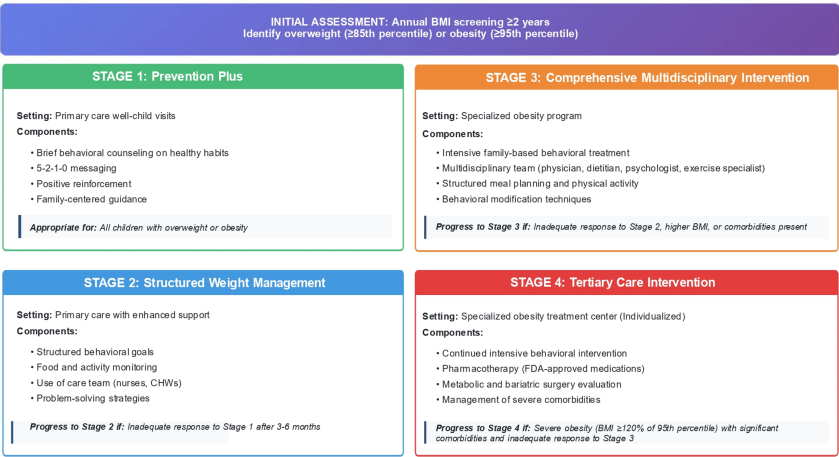 INITIAL ASSESSMENT: Annual BMI screening ≥2 years
Identify overweight (≥85th percentile) or obesity (≥95th percentile)
STAGE 1: Prevention Plus
Setting: Primary care well-child visits
Components:
• Brief behavioral counseling on healthy habits
• 5-2-1-0 messaging
• Positive reinforcement
• Family-centered guidance
Appropriate for: All children with overweight or obesity
STAGE 2: Structured Weight Management
Setting: Primary care with enhanced support
Components:
• Structured behavioral goals
• Food and activity monitoring
• Use of care team (nurses, CHWs)
• Problem-solving strategies
Progress to Stage 2 if: Inadequate response to Stage 1 after 3-6 months
STAGE 3: Comprehensive Multidisciplinary Intervention
Setting: Specialized obesity program
Components:
• Intensive family-based behavioral treatment
• Multidisciplinary team (physician, dietitian, psychologist, exercise specialist)
• Structured meal planning and physical activity
• Behavioral modification techniques
Progress to Stage 3 if: Inadequate response to Stage 2, higher BMI, or comorbidities present
STAGE 4: Tertiary Care Intervention
Setting: Specialized obesity treatment center (Individualized)
Components:
• Continued intensive behavioral intervention
• Pharmacotherapy (FDA-approved medications)
• Metabolic and bariatric surgery evaluation
• Management of severe comorbidities
Progress to Stage 4 if: Severe obesity (BMI ≥120% of 95th percentile) with significant
comorbidities and inadequate response to Stage 3